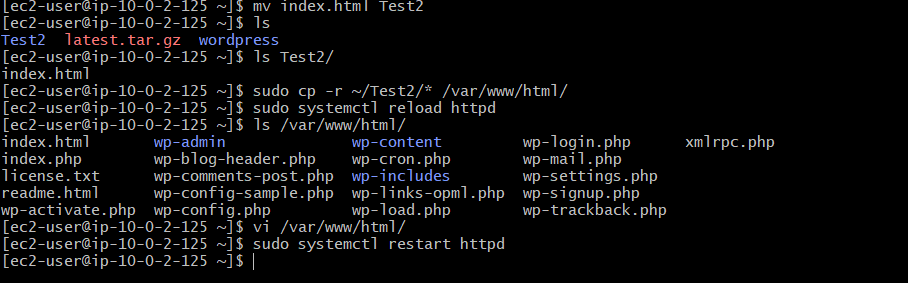 [ec2-user@ip-10-0-2-125 ~]$ mv index.html Test2
[ec2-user@ip-10-0-2-125 ~]$ ls
Test2  latest.tar.gz  wordpress
[ec2-user@ip-10-0-2-125 ~]$ ls Test2/
index.html
[ec2-user@ip-10-0-2-125 ~]$ sudo cp -r ~/Test2/* /var/www/html/
[ec2-user@ip-10-0-2-125 ~]$ sudo systemctl reload httpd
[ec2-user@ip-10-0-2-125 ~]$ ls /var/www/html/
index.html       wp-admin              wp-content         wp-login.php      xmlrpc.php
index.php        wp-blog-header.php    wp-cron.php        wp-mail.php
license.txt      wp-comments-post.php  wp-includes        wp-settings.php
readme.html      wp-config-sample.php  wp-links-opml.php  wp-signup.php
wp-activate.php  wp-config.php         wp-load.php        wp-trackback.php
[ec2-user@ip-10-0-2-125 ~]$ vi /var/www/html/
[ec2-user@ip-10-0-2-125 ~]$ sudo systemctl restart httpd
[ec2-user@ip-10-0-2-125 ~]$